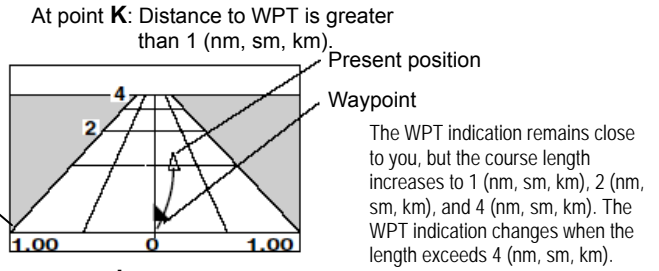 At point K: Distance to WPT is greater
than 1 (nm, sm, km).
Present position
Waypoint
4
2
1.00 0 1.00
The WPT indication remains close
to you, but the course length
increases to 1 (nm, sm, km), 2 (nm,
sm, km), and 4 (nm, sm, km). The
WPT indication changes when the
length exceeds 4 (nm, sm, km).